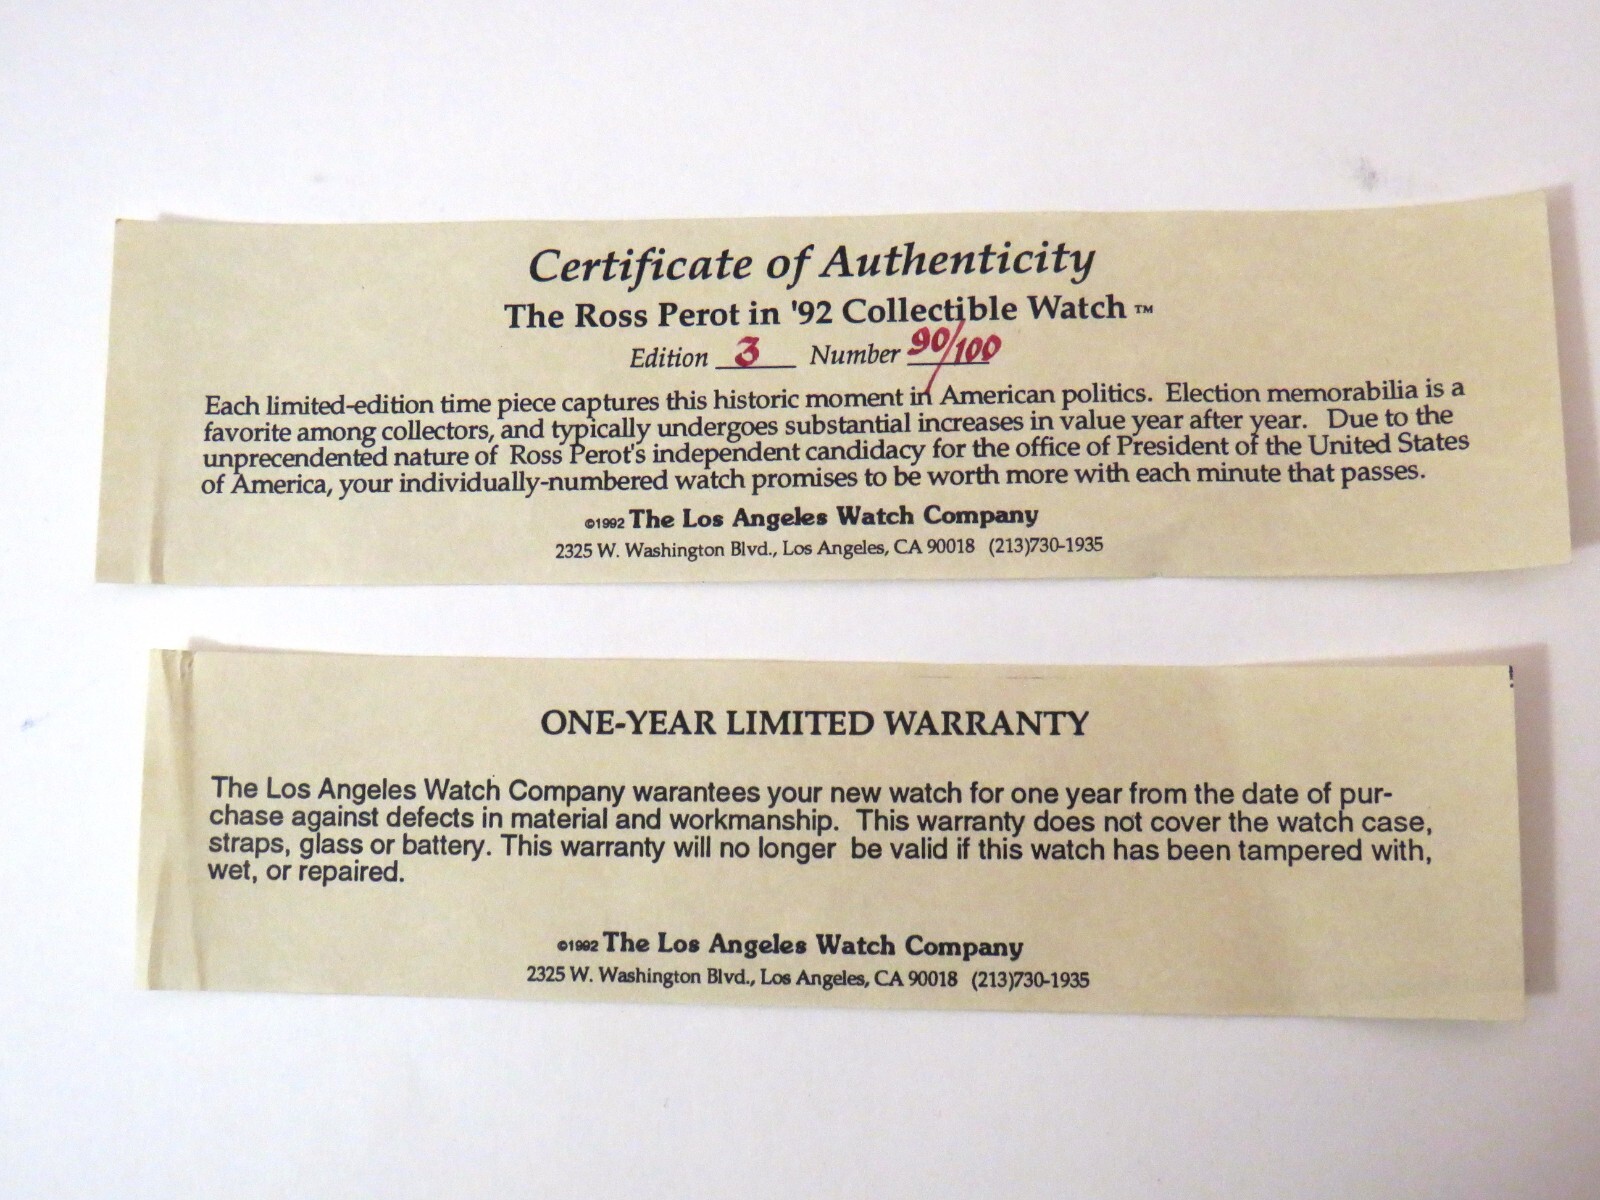 Certificate of Authenticity
The Ross Perot in '92 Collectible Watch™
Edition 3 Number 90/100
Each limited-edition time piece captures this historic moment in American politics. Election memorabilia is a
favorite among collectors, and typically undergoes substantial increases in value year after year. Due to the
unprecendented nature of Ross Perot's independent candidacy for the office of President of the United States
of America, your individually-numbered watch promises to be worth more with each minute that passes.
©1992 The Los Angeles Watch Company
2325 W. Washington Blvd., Los Angeles, CA 90018 (213)730-1935
ONE-YEAR LIMITED WARRANTY
The Los Angeles Watch Company warantees your new watch for one year from the date of pur-
chase against defects in material and workmanship. This warranty does not cover the watch case,
straps, glass or battery. This warranty will no longer be valid if this watch has been tampered with,
wet, or repaired.
©1992 The Los Angeles Watch Company
2325 W. Washington Blvd., Los Angeles, CA 90018 (213)730-1935